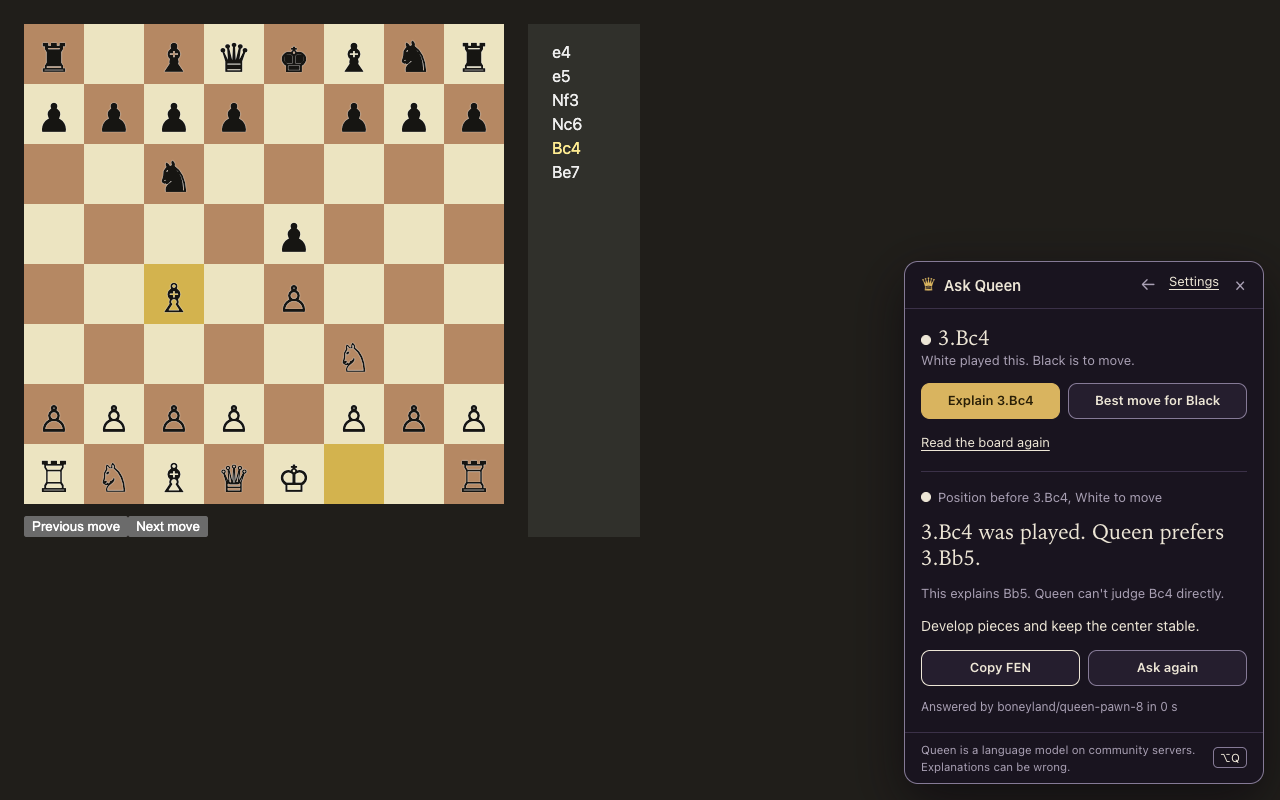 e4
e5
Nf3
Nc6
Bc4
Be7
Previous move Next move
Ask Queen
Settings
3.Bc4
White played this. Black is to move.
Explain 3.Bc4
Best move for Black
Read the board again
Position before 3.Bc4, White to move
3.Bc4 was played. Queen prefers
3.Bb5.
This explains Bb5. Queen can't judge Bc4 directly.
Develop pieces and keep the center stable.
Copy FEN
Ask again
Answered by boneyland/queen-pawn-8 in 0 s
Queen is a language model on community servers.
Explanations can be wrong.
⌥Q